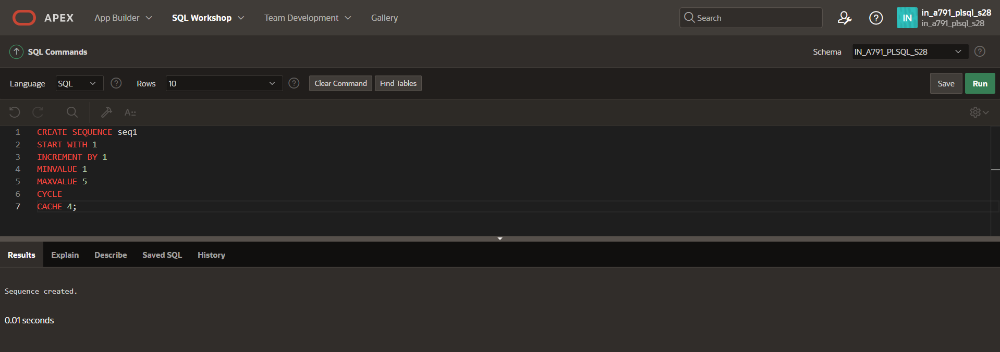 APEX App Builder SQL Workshop Team Development Gallery Search IN in_a791_plsql_s28
in_a791_plsql_s28
SQL Commands Schema IN_A791_PLSQL_S28 ?
Language SQL ? Rows 10 ? Clear Command Find Tables Save Run
A::
1 CREATE SEQUENCE seq1
2 START WITH 1
3 INCREMENT BY 1
4 MINVALUE 1
5 MAXVALUE 5
6 CYCLE
7 CACHE 4;
Results Explain Describe Saved SQL History
Sequence created.
0.01 seconds